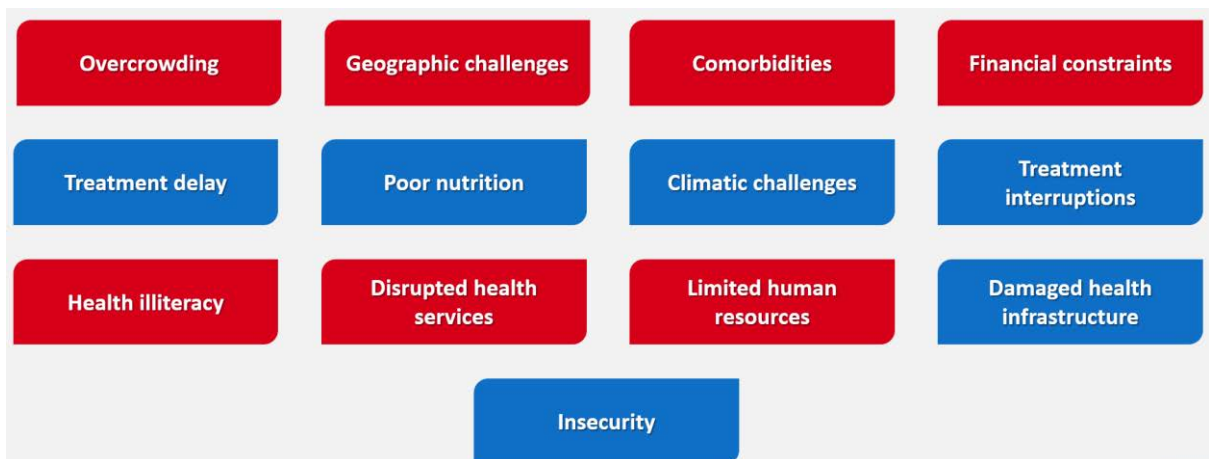 Overcrowding
Geographic challenges
Comorbidities
Financial constraints
Treatment delay
Poor nutrition
Climatic challenges
Treatment
interruptions
Health illiteracy
Disrupted health
services
Limited human
resources
Damaged health
infrastructure
Insecurity